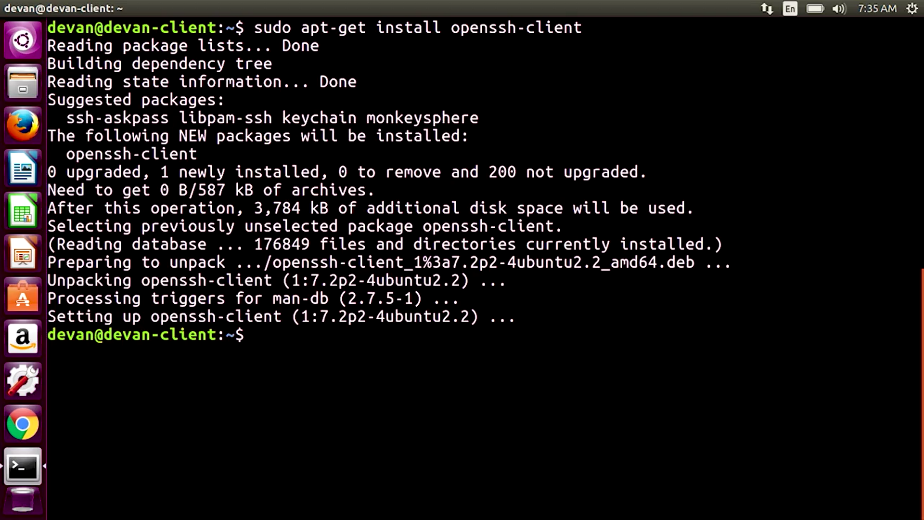 devan@devan-client: ~
En
7:35 AM
devan@devan-client:~$ sudo apt-get install openssh-client
Reading package lists... Done
Building dependency tree
Reading state information... Done
Suggested packages:
  ssh-askpass libpam-ssh keychain monkeysphere
The following NEW packages will be installed:
  openssh-client
0 upgraded, 1 newly installed, 0 to remove and 200 not upgraded.
Need to get 0 B/587 kB of archives.
After this operation, 3,784 kB of additional disk space will be used.
Selecting previously unselected package openssh-client.
(Reading database ... 176849 files and directories currently installed.)
Preparing to unpack .../openssh-client_1%3a7.2p2-4ubuntu2.2_amd64.deb ...
Unpacking openssh-client (1:7.2p2-4ubuntu2.2) ...
Processing triggers for man-db (2.7.5-1) ...
Setting up openssh-client (1:7.2p2-4ubuntu2.2) ...
devan@devan-client:~$